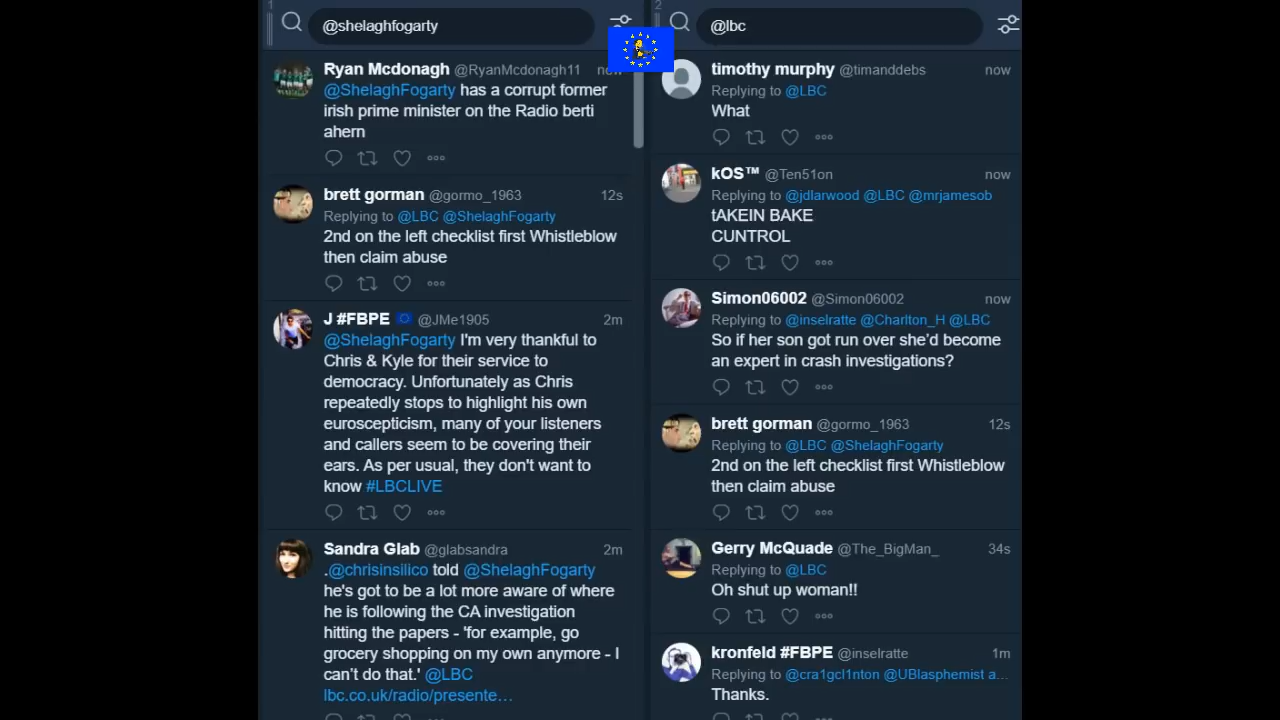 1
@shelaghfogarty
Ryan Mcdonagh @RyanMcdonagh11 now
@ShelaghFogarty has a corrupt former
irish prime minister on the Radio berti
ahern
brett gorman @gormo_1963 12s
Replying to @LBC @ShelaghFogarty
2nd on the left checklist first Whistleblow
then claim abuse
J #FBPE @JMe1905 2m
@ShelaghFogarty I'm very thankful to
Chris & Kyle for their service to
democracy. Unfortunately as Chris
repeatedly stops to highlight his own
euroscepticism, many of your listeners
and callers seem to be covering their
ears. As per usual, they don't want to
know #LBCLIVE
Sandra Glab @glabsandra 2m
.@chrisinsilico told @ShelaghFogarty
he's got to be a lot more aware of where
he is following the CA investigation
hitting the papers - 'for example, go
grocery shopping on my own anymore - I
can't do that.' @LBC
lbc.co.uk/radio/presente…
2
@lbc
timothy murphy @timanddebs now
Replying to @LBC
What
kOS™ @Ten51on now
Replying to @jdlarwood @LBC @mrjamesob
tAKEIN BAKE
CUNTROL
Simon06002 @Simon06002 now
Replying to @inselratte @Charlton_H @LBC
So if her son got run over she'd become
an expert in crash investigations?
brett gorman @gormo_1963 12s
Replying to @LBC @ShelaghFogarty
2nd on the left checklist first Whistleblow
then claim abuse
Gerry McQuade @The_BigMan_ 34s
Replying to @LBC
Oh shut up woman!!
kronfeld #FBPE @inselratte 1m
Replying to @cra1gcl1nton @UBlasphemist a…
Thanks.